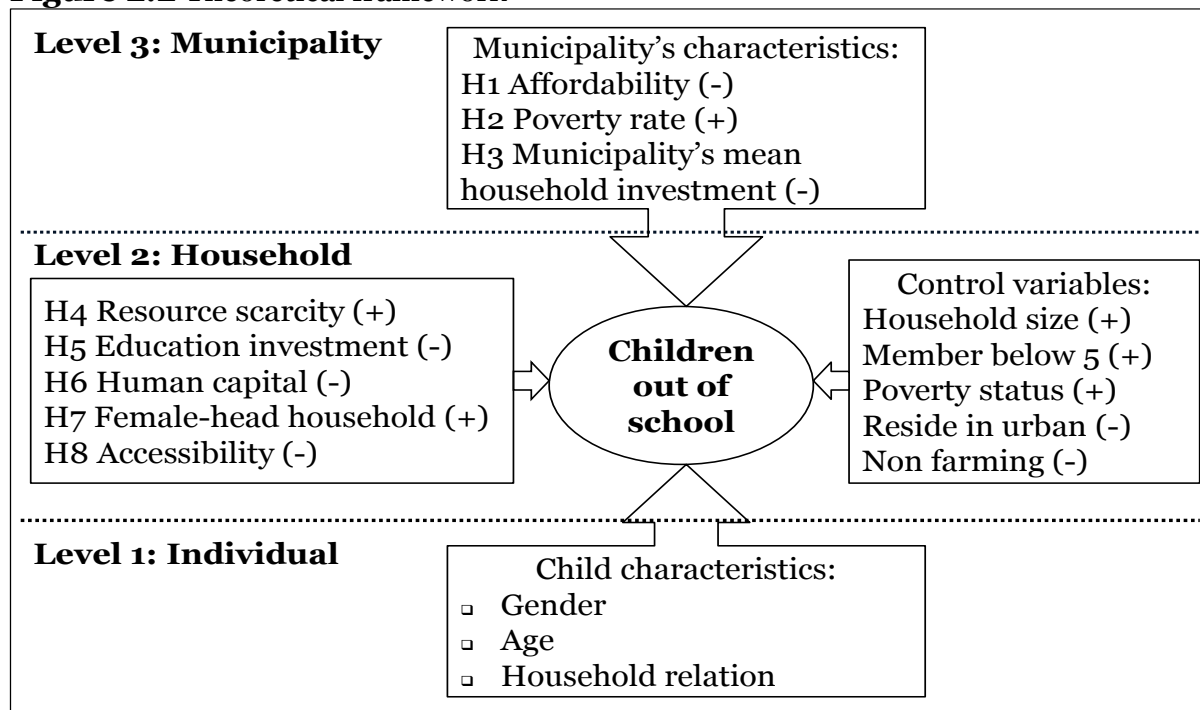 Level 3: Municipality
Municipality’s characteristics:
H1 Affordability (-)
H2 Poverty rate (+)
H3 Municipality’s mean
household investment (-)
Level 2: Household
H4 Resource scarcity (+)
H5 Education investment (-)
H6 Human capital (-)
H7 Female-head household (+)
H8 Accessibility (-)
Children
out of
school
Control variables:
Household size (+)
Member below 5 (+)
Poverty status (+)
Reside in urban (-)
Non farming (-)
Level 1: Individual
Child characteristics:
Gender
Age
Household relation